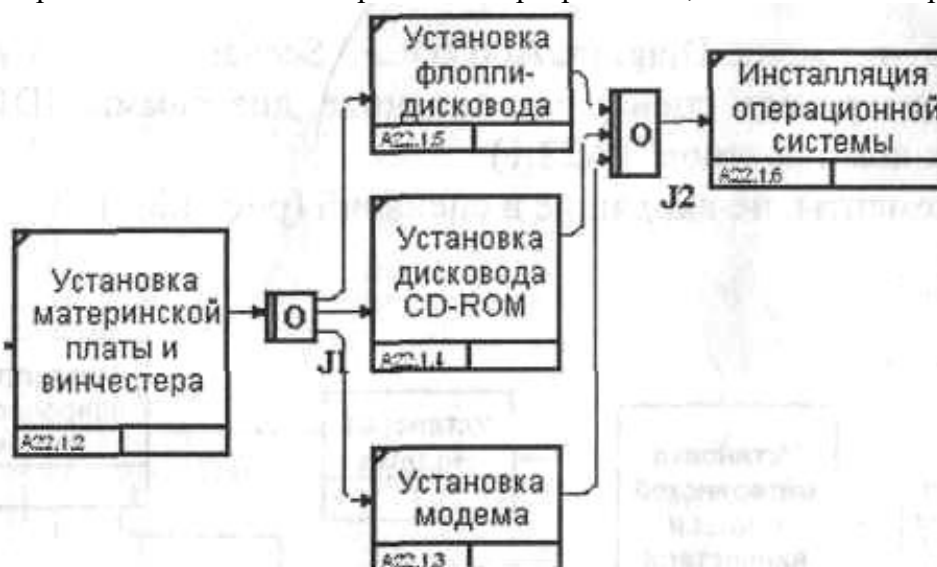 Установка
флоппи-
дисковода
A22.1.5
O
J2
Инсталляция
операционной
системы
A22.1.6
Установка
материнской
платы и
винчестера
A22.1.2
O
J1
Установка
дисковода
CD-ROM
A22.1.4
Установка
модема
A22.1.3